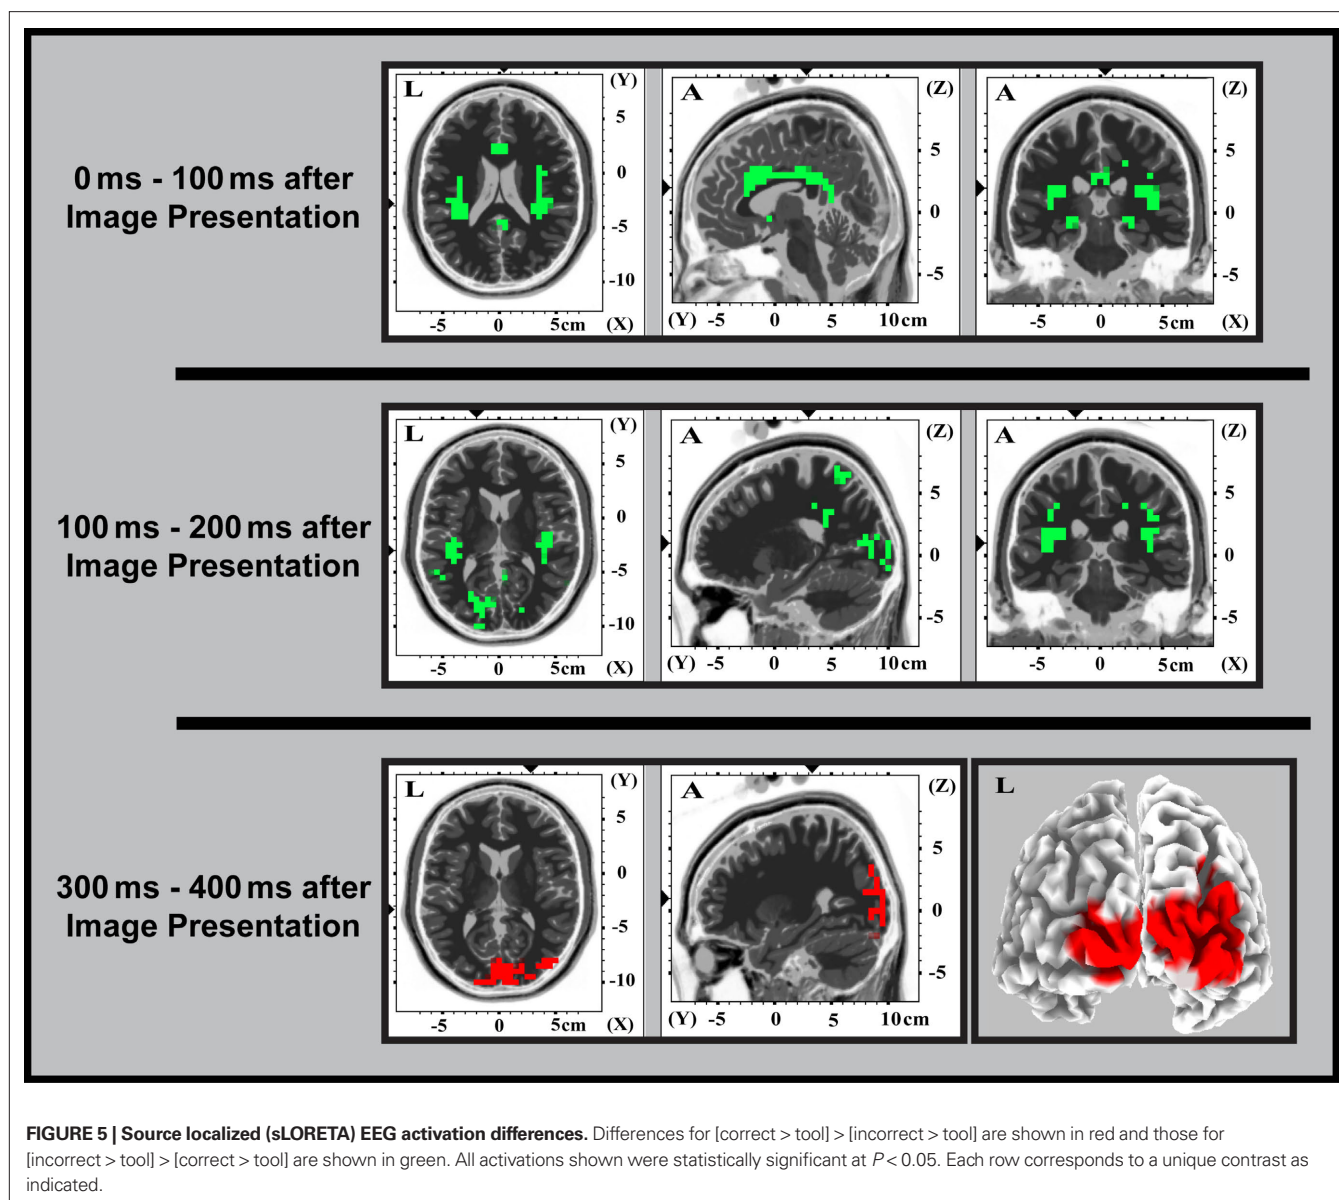 0 ms - 100 ms after
Image Presentation
L
(Y)
5
0
-5
-10
-5 0 5cm (X)
A
(Z)
5
0
-5
(Y) -5 0 5 10cm
A
(Z)
5
0
-5
-5 0 5cm (X)
100 ms - 200 ms after
Image Presentation
L
(Y)
5
0
-5
-10
-5 0 5cm (X)
A
(Z)
5
0
-5
(Y) -5 0 5 10cm
A
(Z)
5
0
-5
-5 0 5cm (X)
300 ms - 400 ms after
Image Presentation
L
(Y)
5
0
-5
-10
-5 0 5cm (X)
A
(Z)
5
0
-5
(Y) -5 0 5 10cm
L
FIGURE 5 | Source localized (sLORETA) EEG activation differences. Differences for [correct > tool] > [incorrect > tool] are shown in red and those for
[incorrect > tool] > [correct > tool] are shown in green. All activations shown were statistically significant at P < 0.05. Each row corresponds to a unique contrast as
indicated.